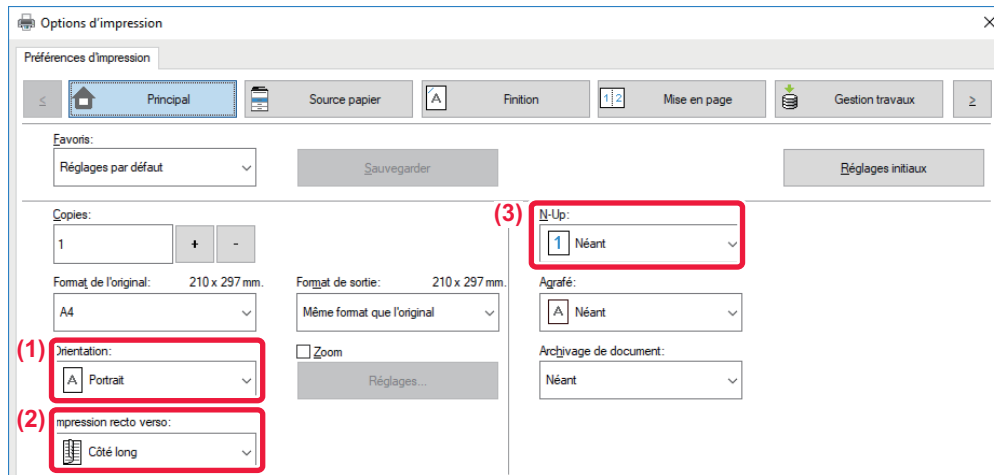 Options d'impression
Préférences d'impression
< Principal Source papier A Finition 1 2 Mise en page Gestion travaux >
Favoris:
Réglages par défaut Sauvegarder Réglages initiaux
Copies: (3) N-Up:
1 + - 1 Néant
Format de l'original: 210 x 297 mm. Format de sortie: 210 x 297 mm. Agrafé:
A4 Même format que l'original A Néant
(1) Orientation: Zoom Archivage de document:
A Portrait Réglages... Néant
(2) mpression recto verso:
Côté long